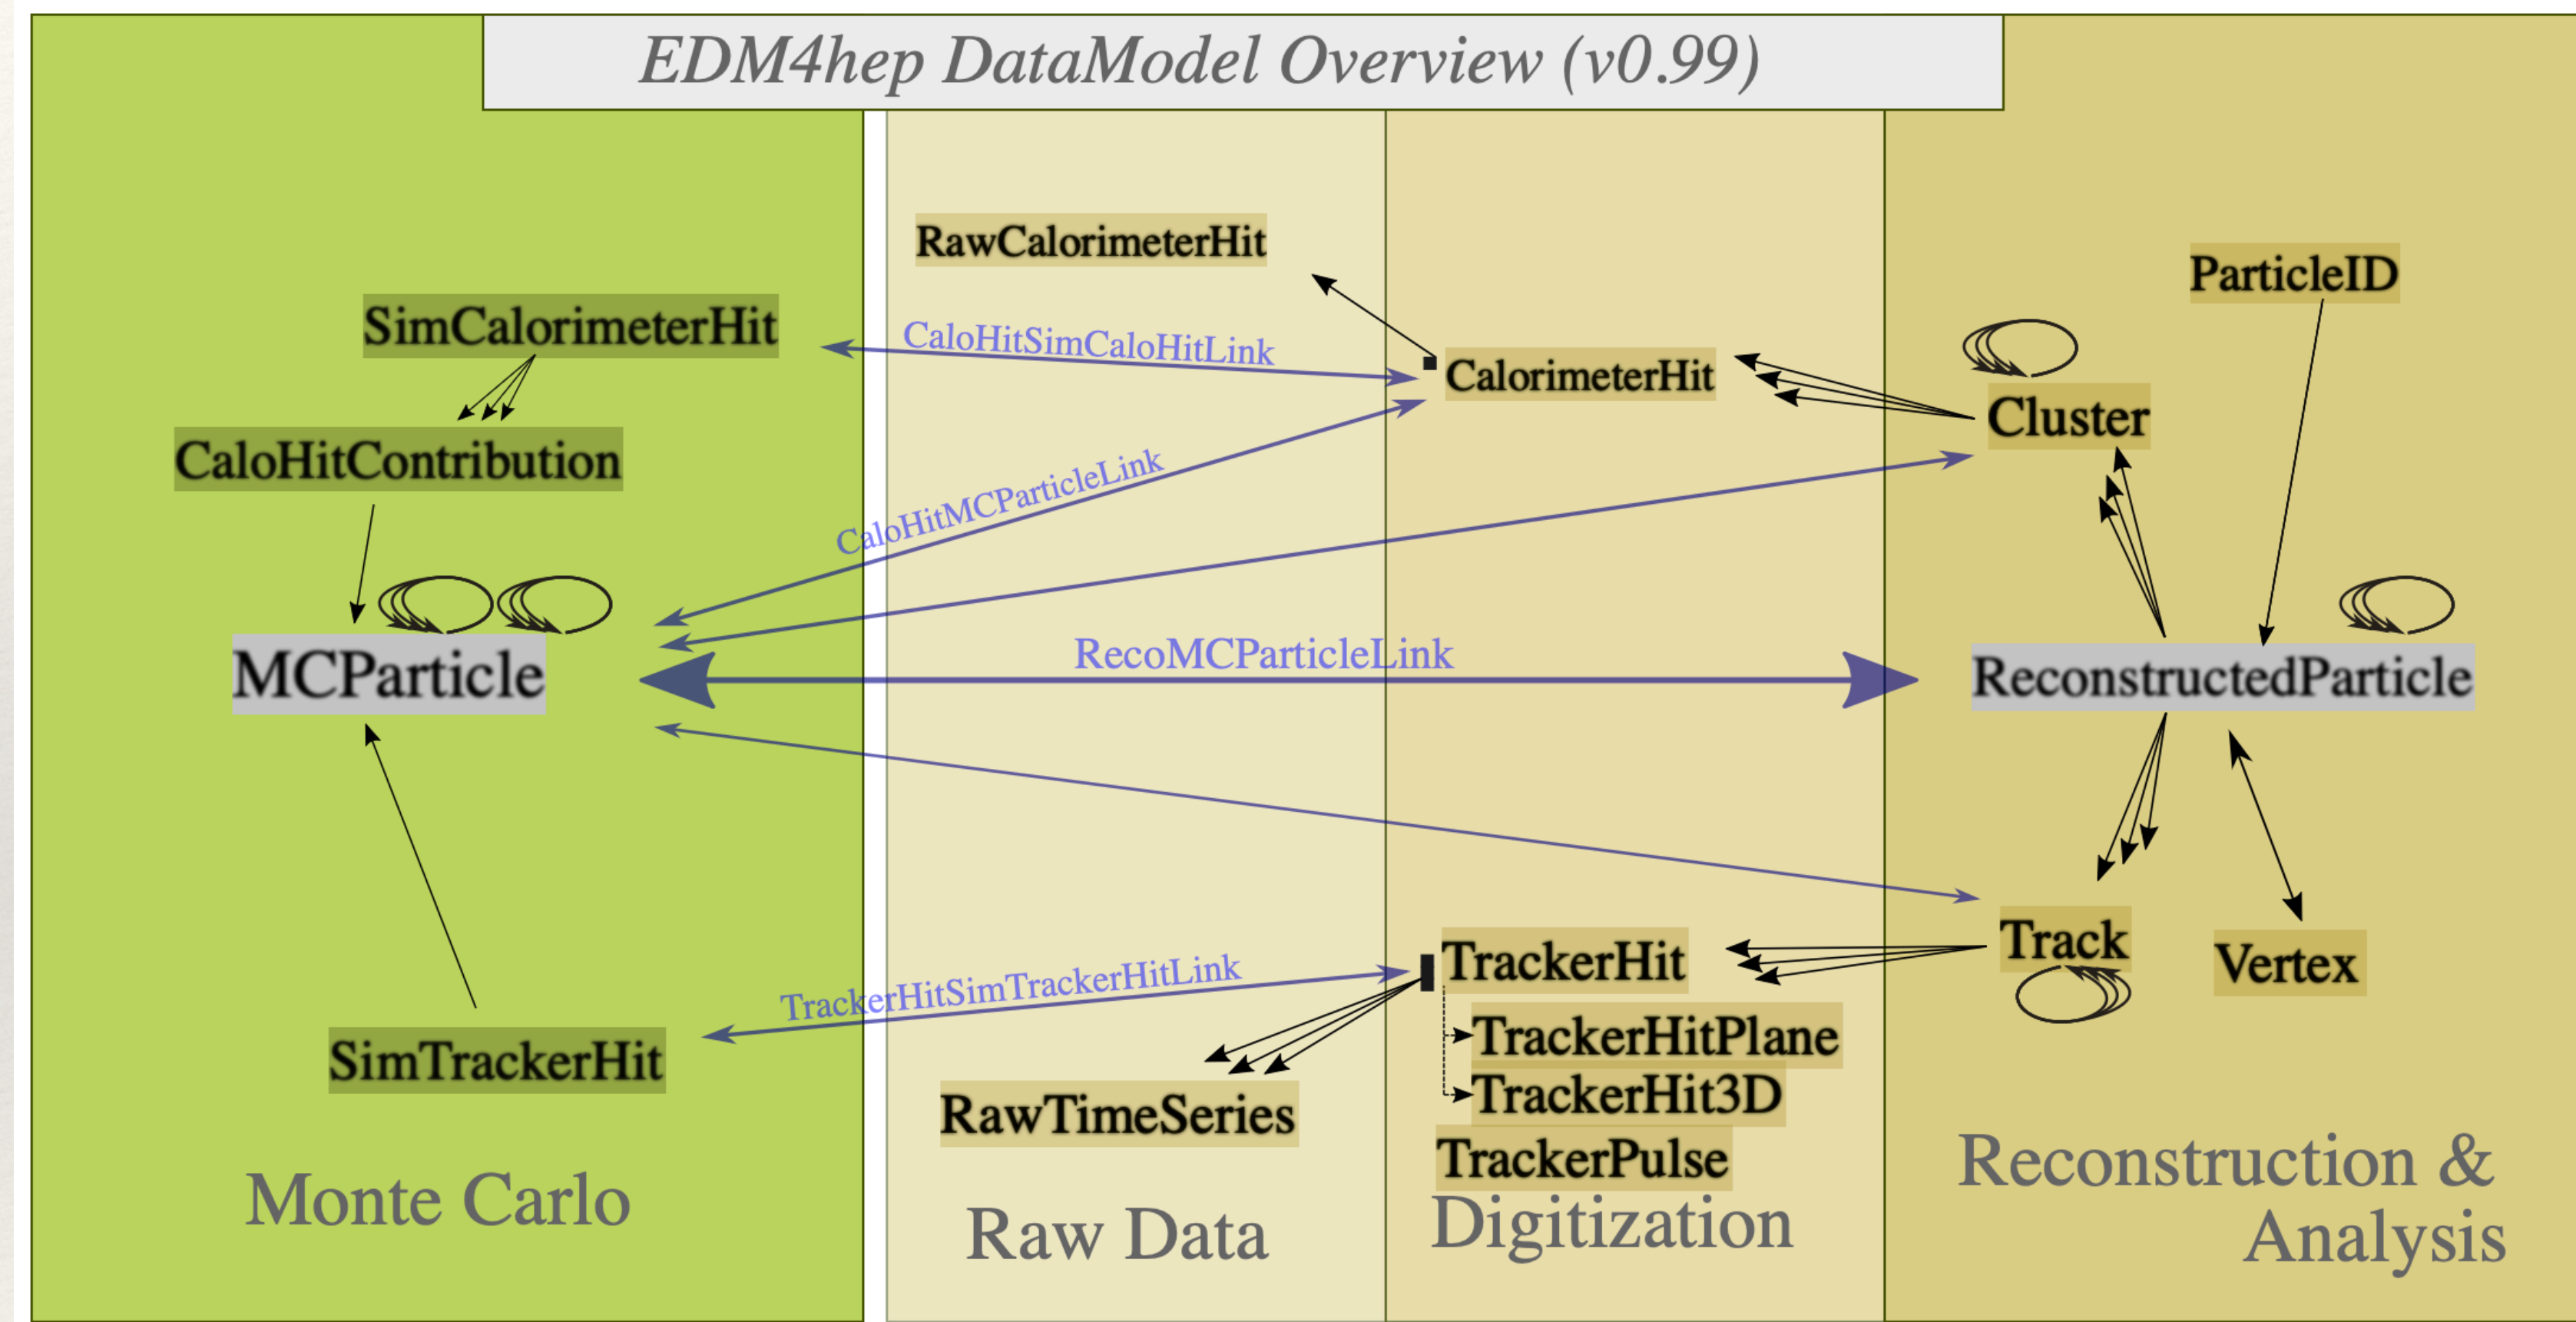 EDM4hep DataModel Overview (v0.99)
RawCalorimeterHit
ParticleID
SimCalorimeterHit
CaloHitSimCaloHitLink
CalorimeterHit
Cluster
CaloHitContribution
CaloHitMCParticleLink
MCParticle
RecoMCParticleLink
ReconstructedParticle
TrackerHit
Track
Vertex
TrackerHitSimTrackerHitLink
SimTrackerHit
TrackerHitPlane
TrackerHit3D
RawTimeSeries
TrackerPulse
Monte Carlo
Raw Data
Digitization
Reconstruction &
Analysis